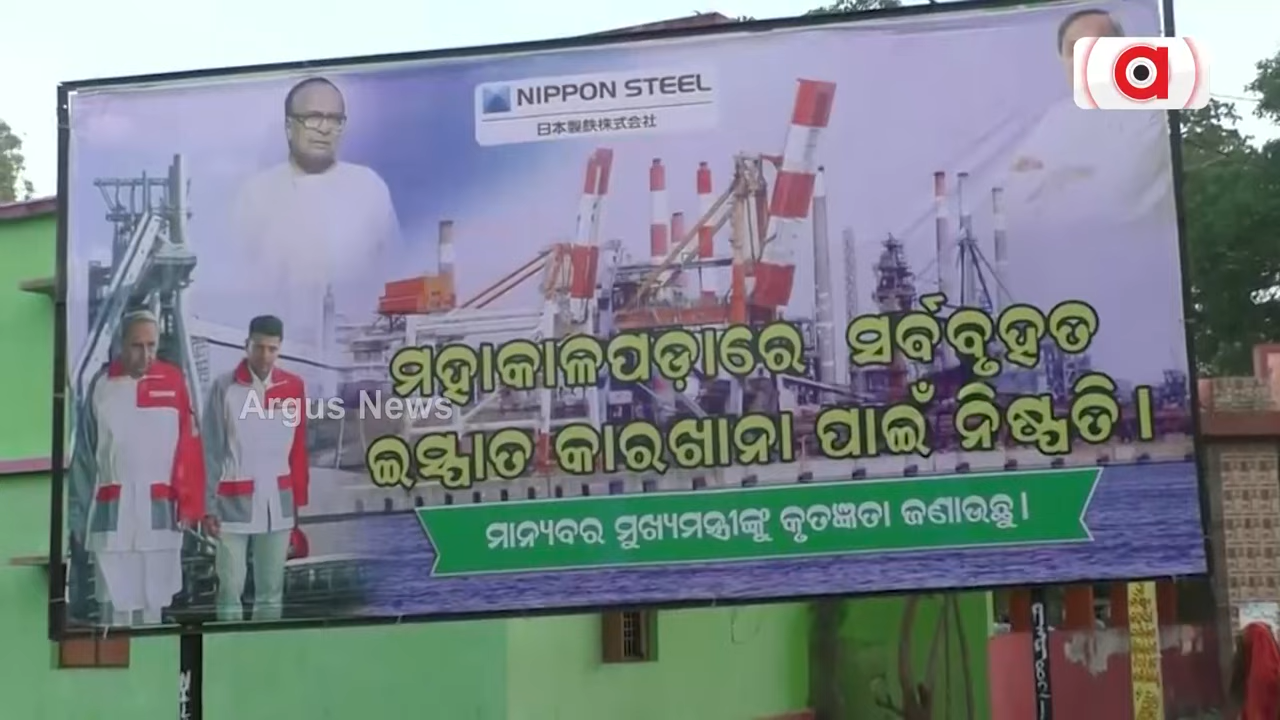 NIPPON STEEL
日本製鉄株式会社
ମହାକାଳପଡ଼ାରେ ସର୍ବବୃହତ
ଇସ୍ପାତ କାରଖାନା ପାଇଁ ନିଷ୍ପତି ।
ମାନ୍ୟବର ମୁଖ୍ୟମନ୍ତ୍ରୀଙ୍କୁ କୃତଜ୍ଞତା ଜଣାଉଛୁ ।
Argus News
a